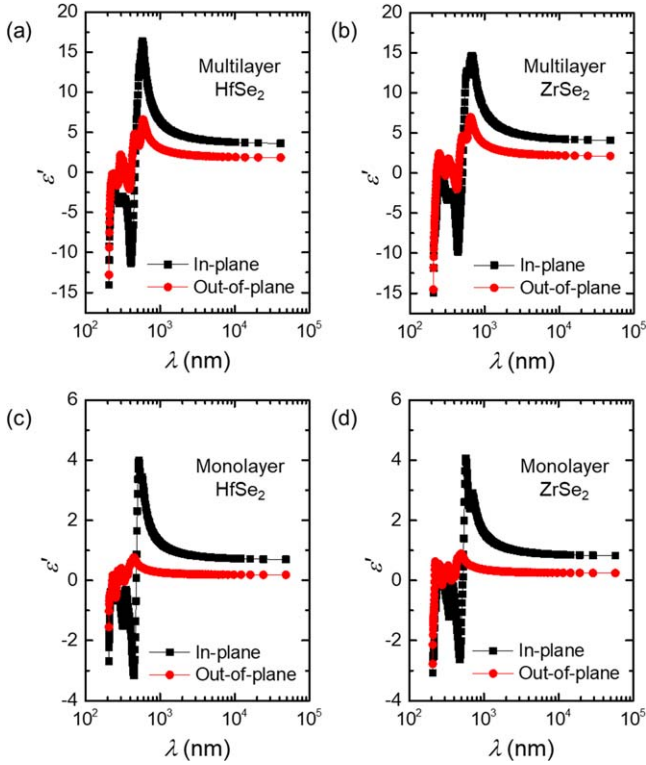 (a)
20
15
10
5
0
-5
-10
-15
ε'
Multilayer
HfSe₂
In-plane
Out-of-plane
10² 10³ 10⁴ 10⁵
λ (nm)
(b)
20
15
10
5
0
-5
-10
-15
Multilayer
ZrSe₂
In-plane
Out-of-plane
10² 10³ 10⁴ 10⁵
λ (nm)
(c)
6
4
2
0
-2
-4
ε'
Monolayer
HfSe₂
In-plane
Out-of-plane
10² 10³ 10⁴ 10⁵
λ (nm)
(d)
6
4
2
0
-2
-4
Monolayer
ZrSe₂
In-plane
Out-of-plane
10² 10³ 10⁴ 10⁵
λ (nm)